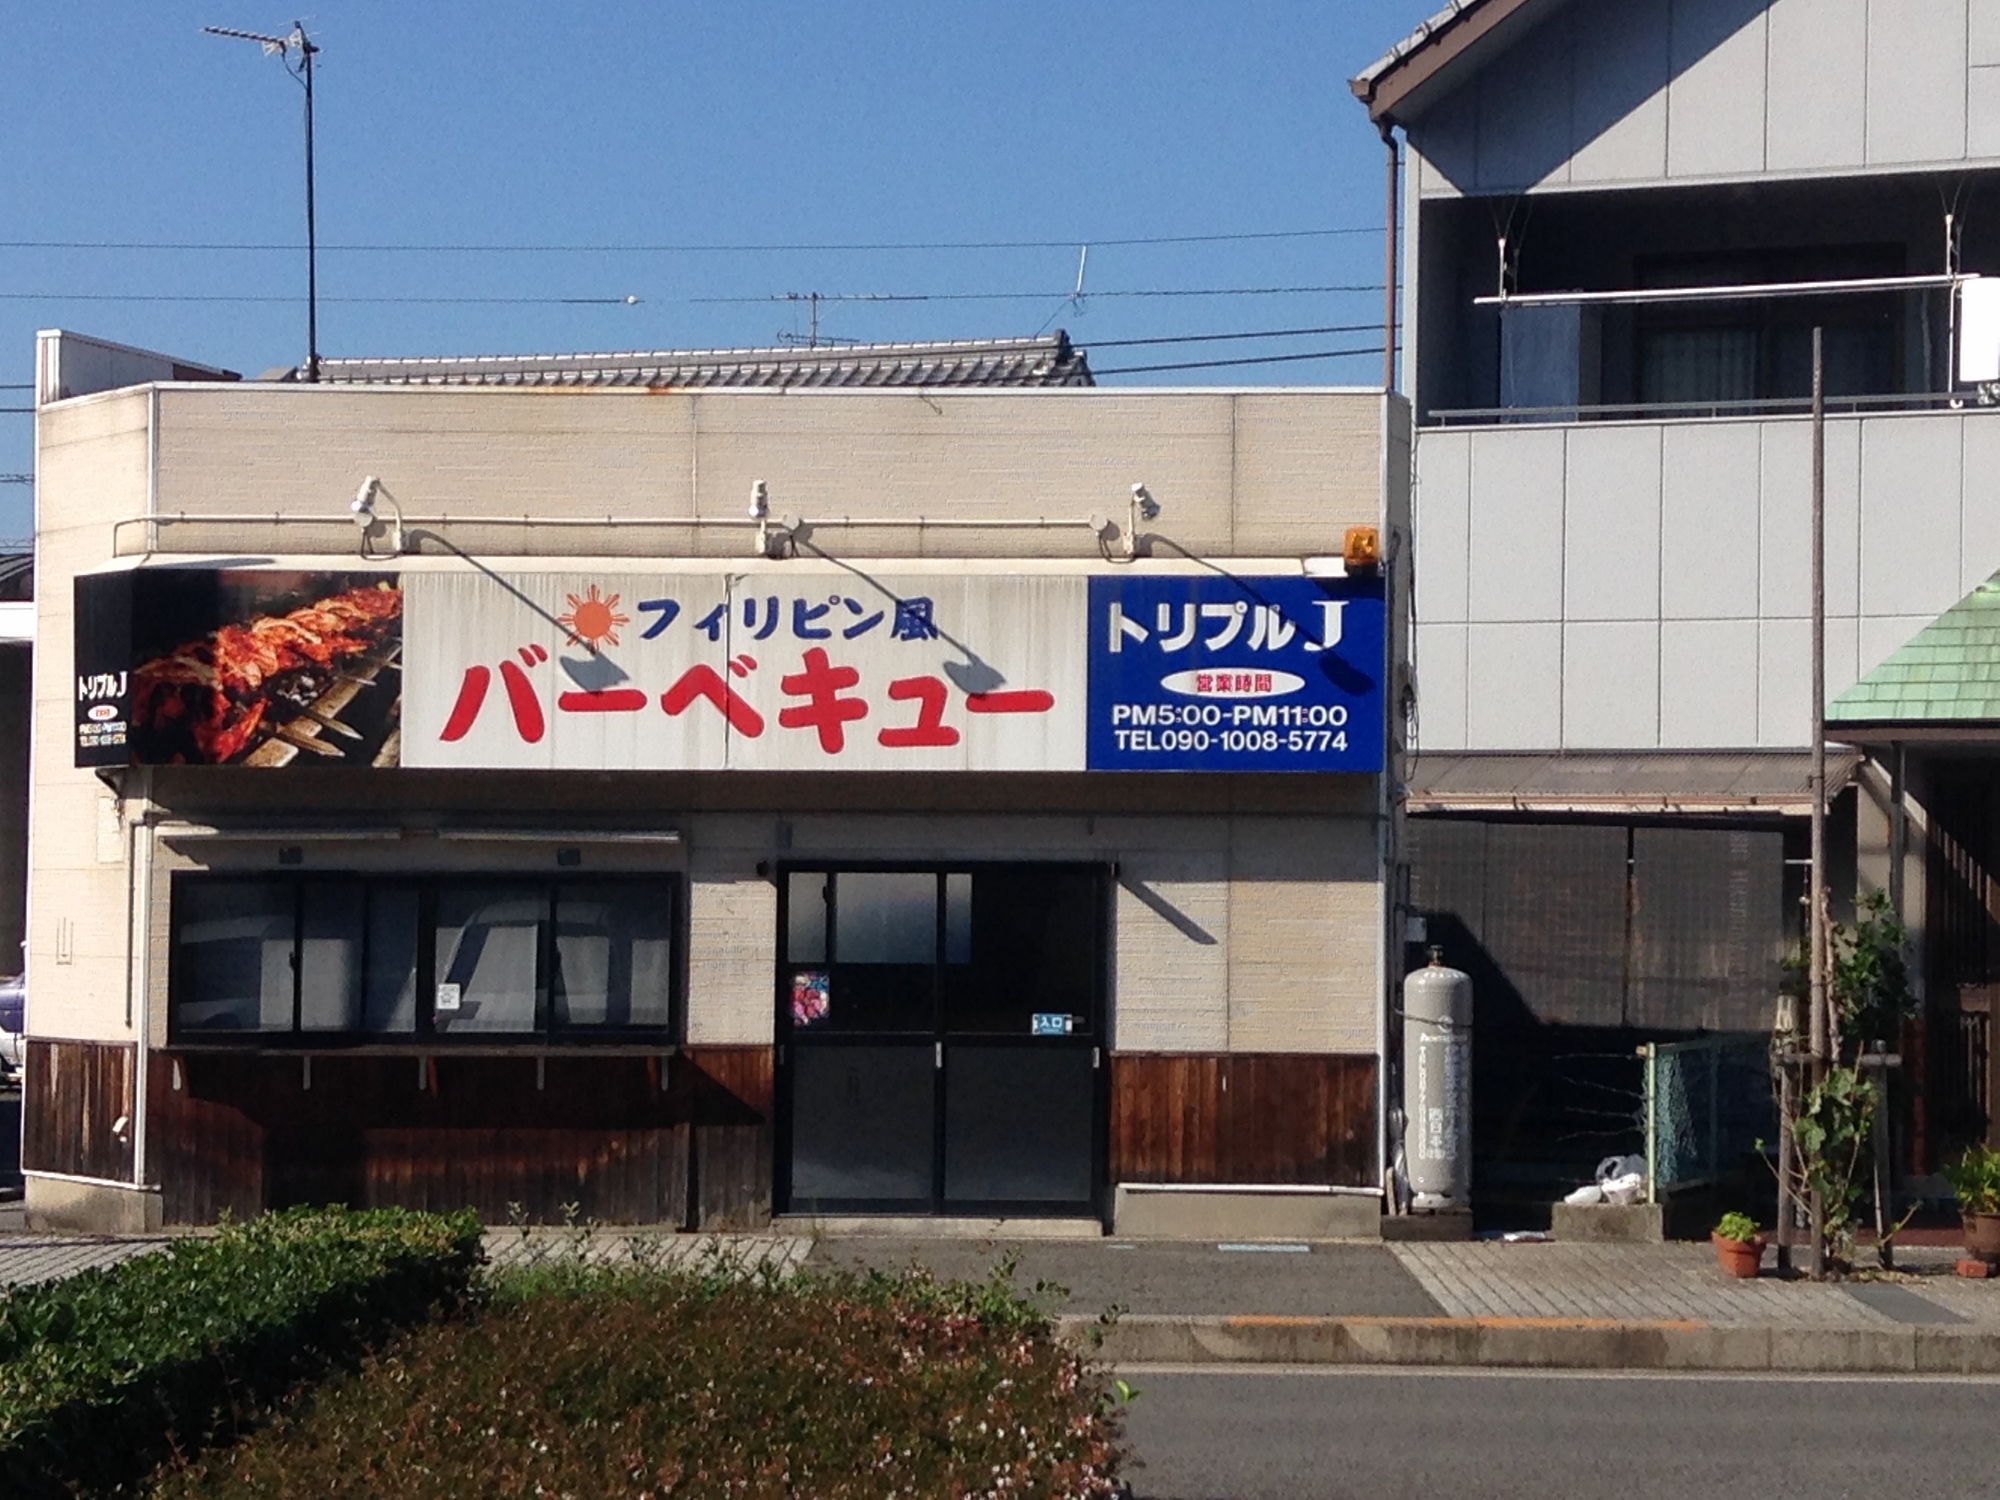 フィリピン風
バーベキュー
トリプルJ
営業時間
PM5:00-PM11:00
TEL090-1008-5774
トリプルJ
入口